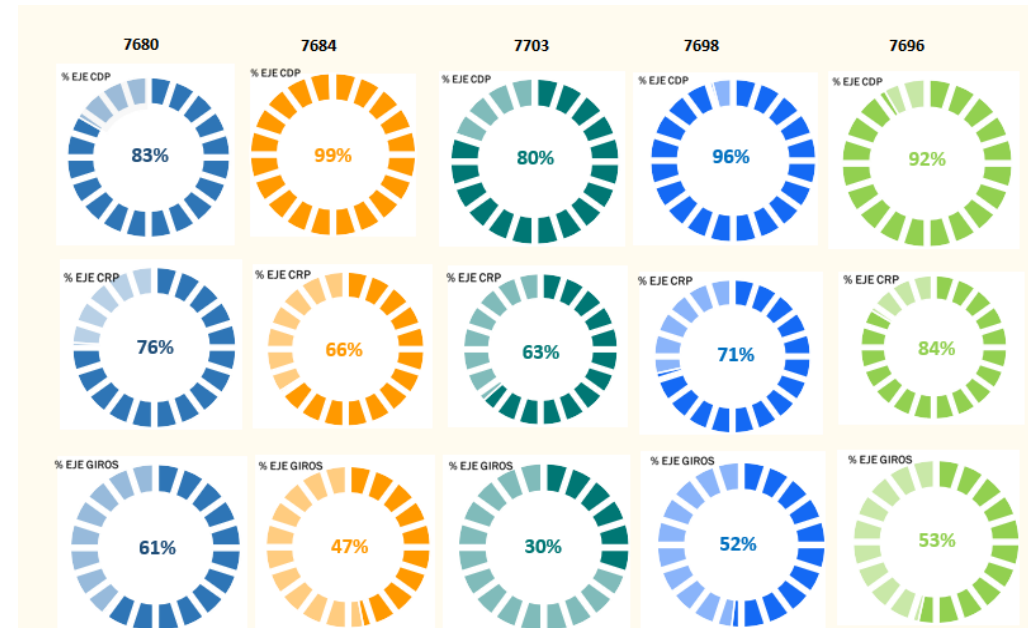 7680 7684 7703 7698 7696
% EJE CDP % EJE CDP % EJE CDP % EJE CDP % EJE CDP
83% 99% 80% 96% 92%
% EJE CRP % EJE CRP % EJE CRP % EJE CRP % EJE CRP
76% 66% 63% 71% 84%
% EJE GIROS % EJE GIROS % EJE GIROS % EJE GIROS % EJE GIROS
61% 47% 30% 52% 53%